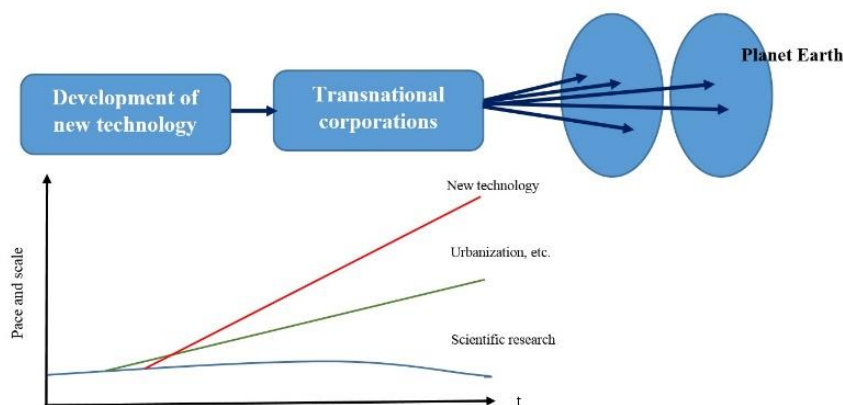 Planet Earth
Development of
new technology
Transnational
corporations
New technology
Urbanization, etc.
Scientific research
Pace and scale
t